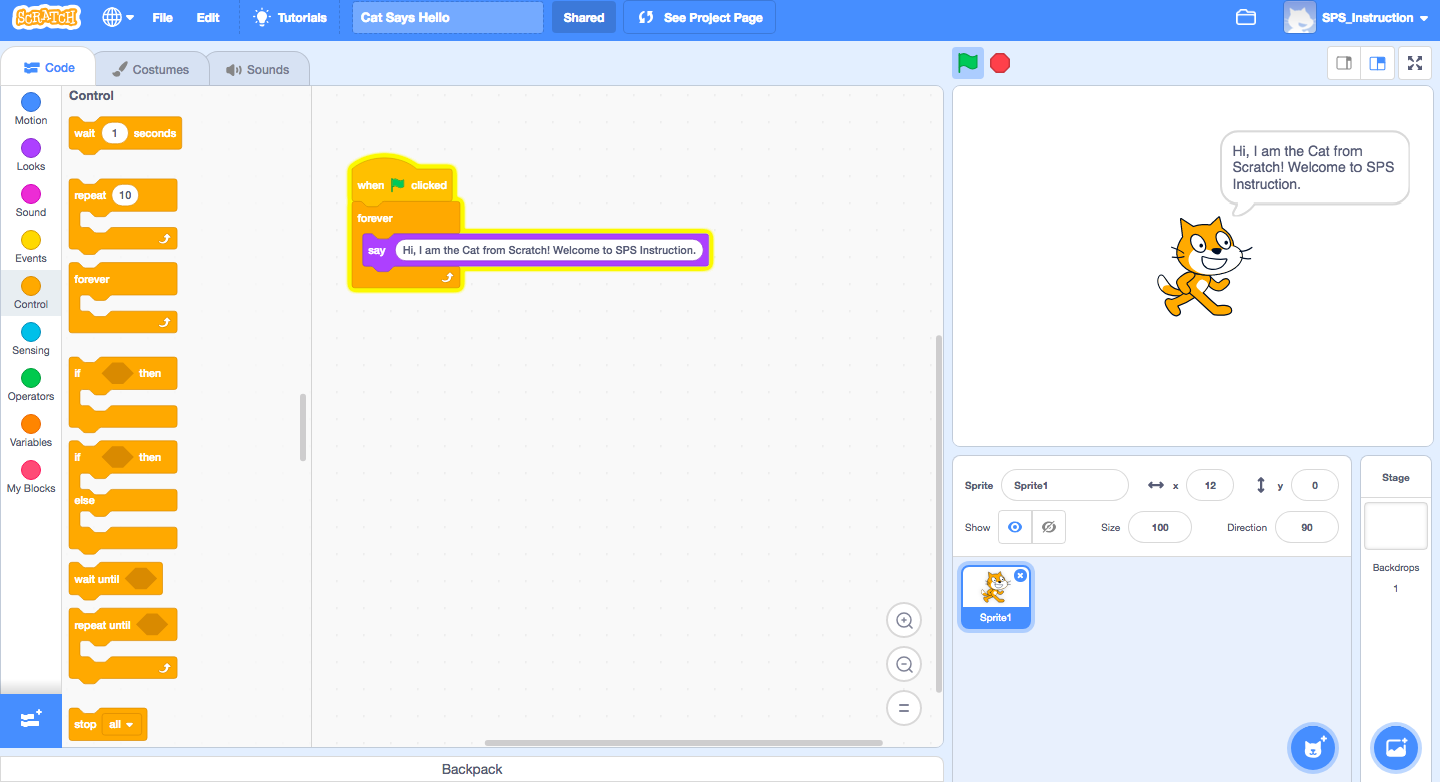 SCRATCH
File
Edit
Tutorials
Cat Says Hello
Shared
See Project Page
SPS_Instruction
Code
Costumes
Sounds
Motion
Looks
Sound
Events
Control
Sensing
Operators
Variables
My Blocks
Control
wait 1 seconds
repeat 10
forever
if then
if then
else
wait until
repeat until
stop all
when clicked
forever
say Hi, I am the Cat from Scratch! Welcome to SPS Instruction.
Backpack
Hi, I am the Cat from
Scratch! Welcome to SPS
Instruction.
Sprite Sprite1 x 12 y 0
Show Size 100 Direction 90
Sprite1
Stage
Backdrops
1